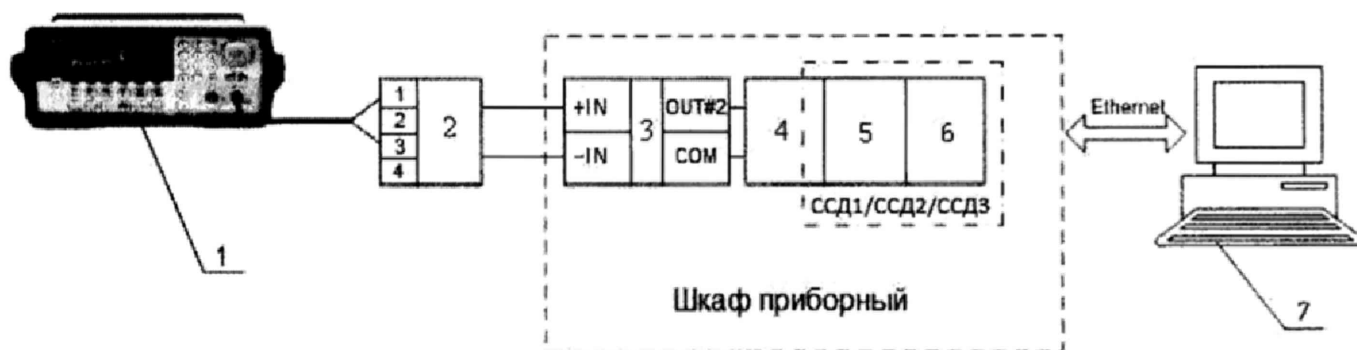 1
2
3
4
2
+IN
-IN
3
OUT#2
COM
4
5
6
ССД1/ССД2/ССД3
Ethernet
1
Шкаф приборный
7